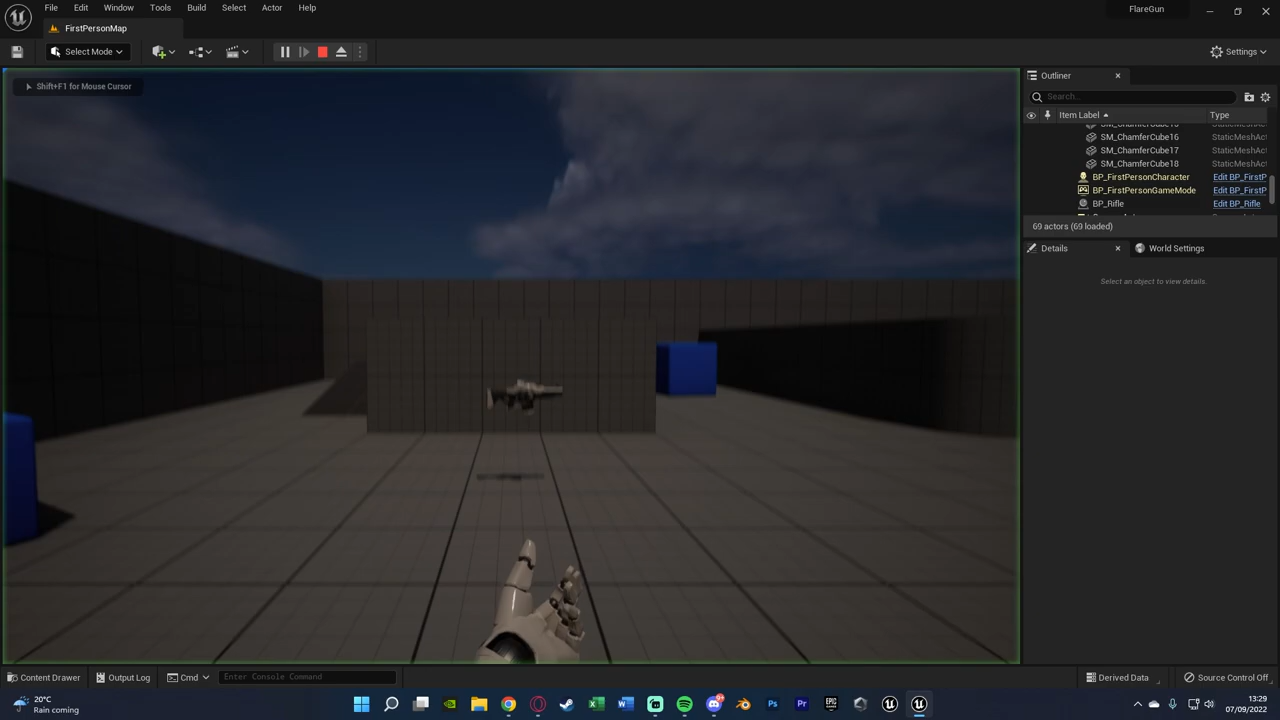 File Edit Window Tools Build Select Actor Help
FlareGun
FirstPersonMap
Select Mode
Settings
Shift+F1 for Mouse Cursor
Outliner
Search...
Item Label
Type
SM_ChamferCube16 StaticMeshAct
SM_ChamferCube17 StaticMeshAct
SM_ChamferCube18 StaticMeshAct
BP_FirstPersonCharacter Edit BP_FirstP
BP_FirstPersonGameMode Edit BP_FirstP
BP_Rifle Edit BP_Rifle
69 actors (69 loaded)
Details
World Settings
Select an object to view details.
Content Drawer
Output Log
Cmd
Enter Console Command
Derived Data
Source Control Off
20°C
Rain coming
13:29
07/09/2022